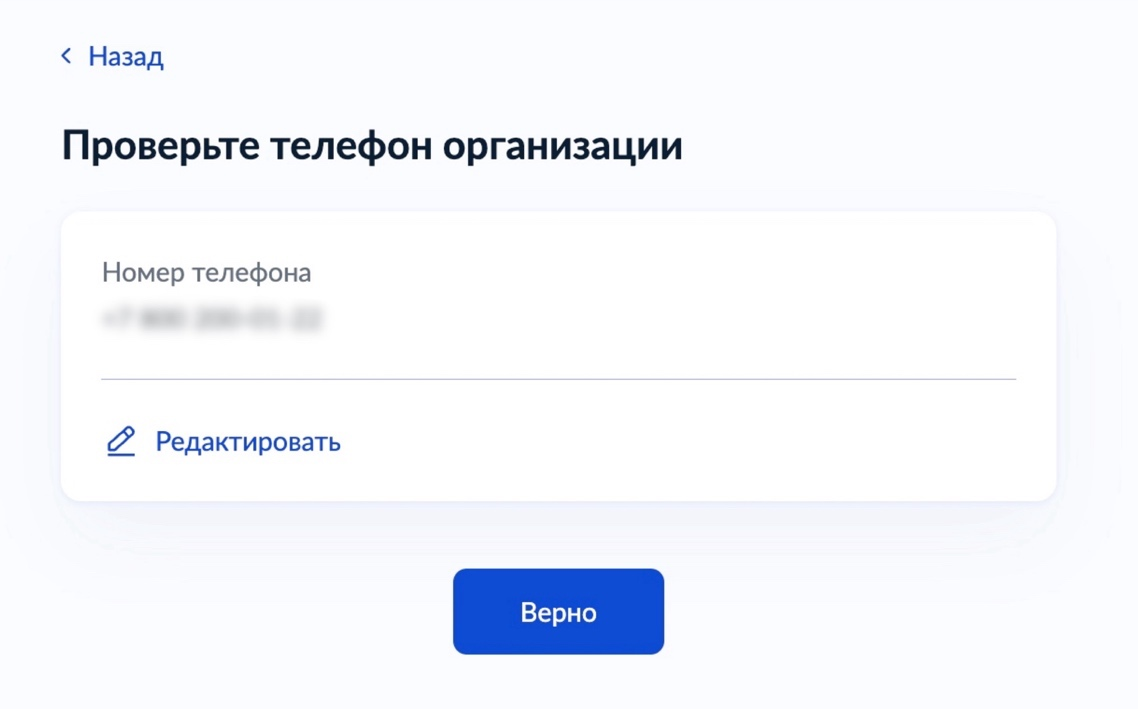 Назад
Проверьте телефон организации
Номер телефона
Редактировать
Верно